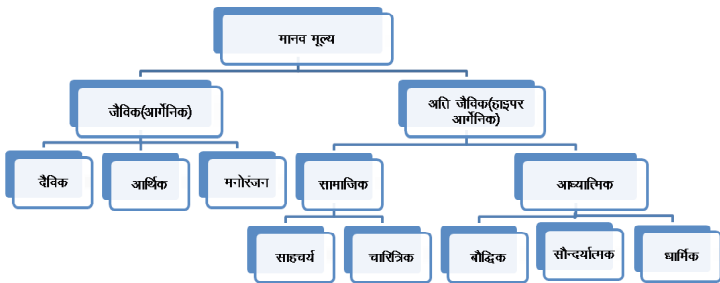 मानव मूल्य
जैविक(आर्गेनिक)
अति जैविक(हाइपर
आर्गेनिक)
दैविक
आर्थिक
मनोरंजन
सामाजिक
आध्यात्मिक
साहचर्य
चारित्रिक
बौद्धिक
सौन्दर्यात्मक
धार्मिक